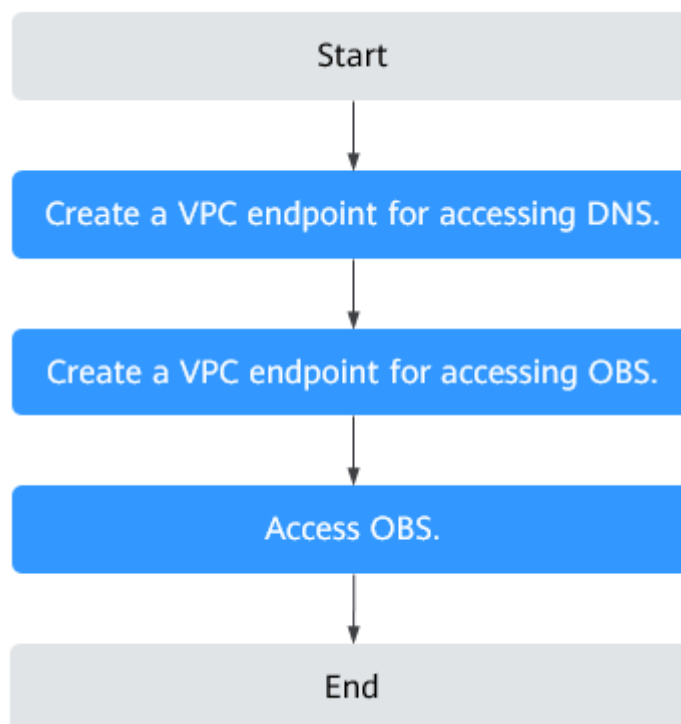 Start
Create a VPC endpoint for accessing DNS.
Create a VPC endpoint for accessing OBS.
Access OBS.
End